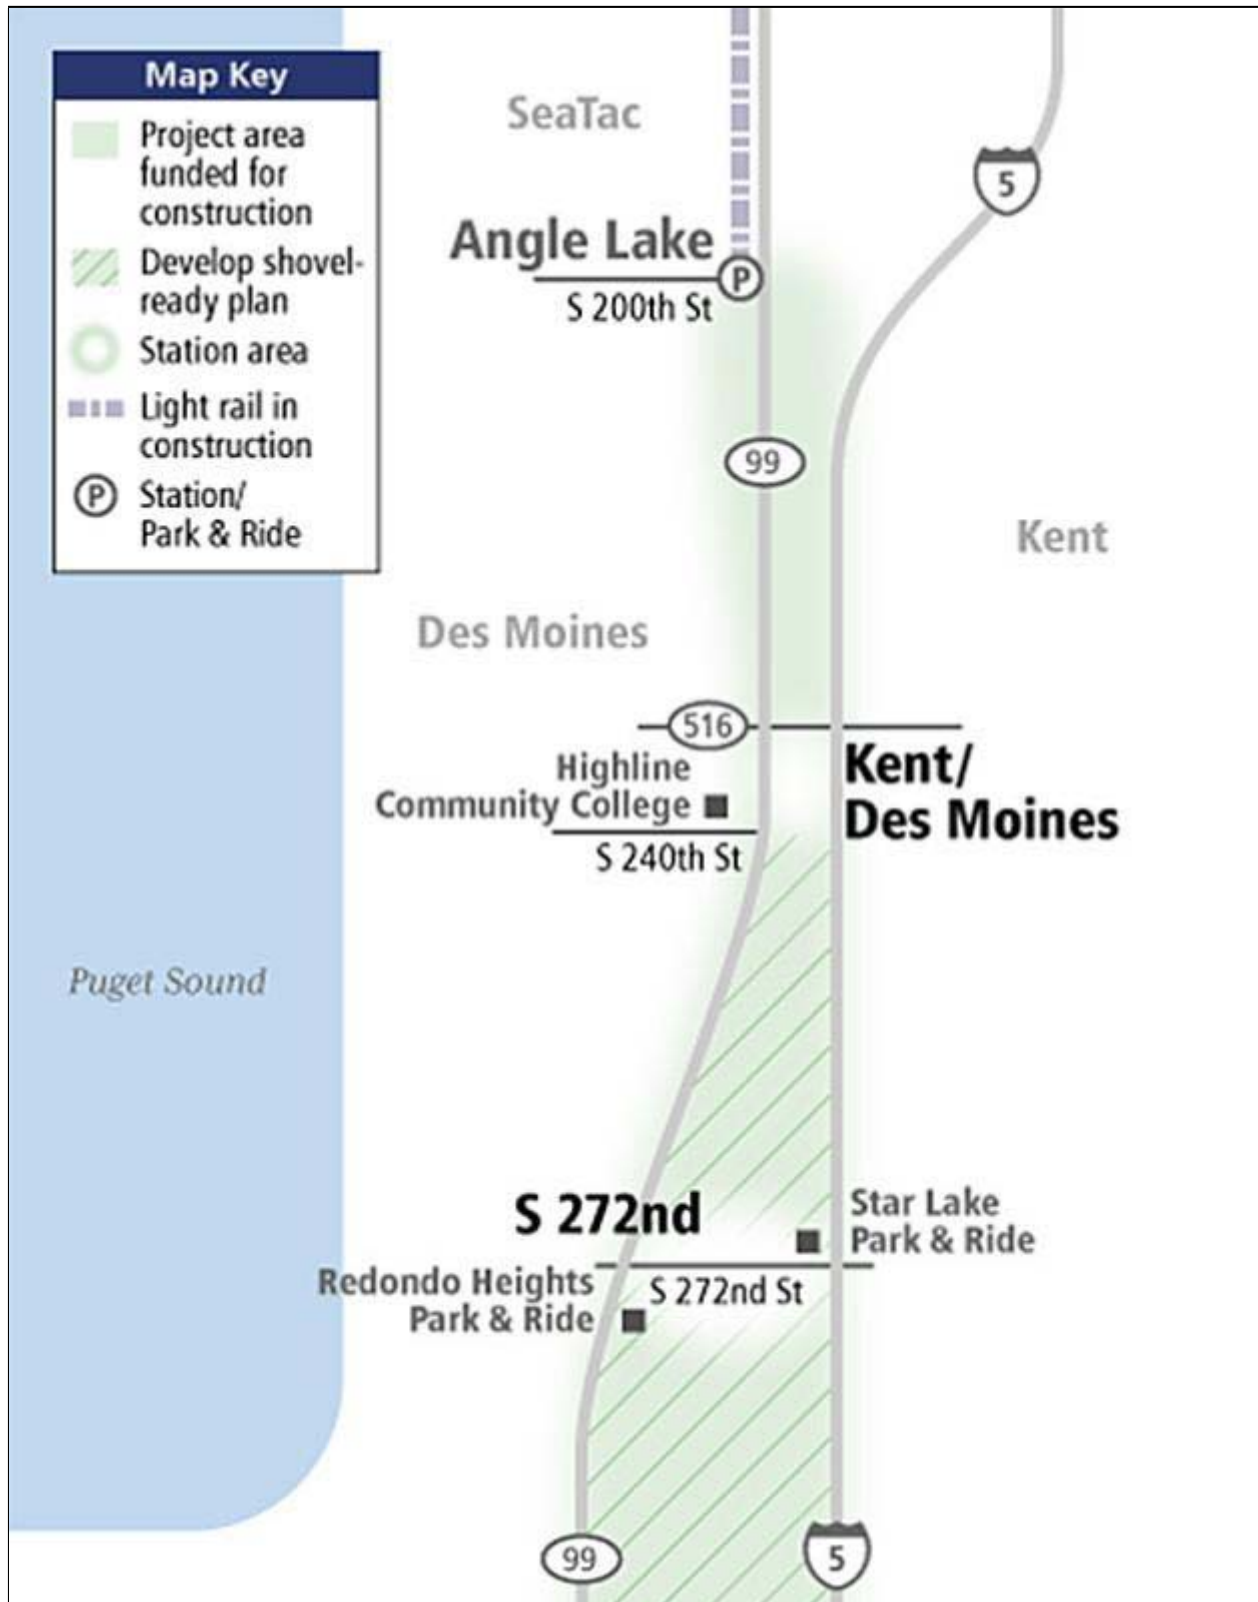 Map Key
Project area
funded for
construction
Develop shovel-
ready plan
Station area
Light rail in
construction
P
Station/
Park & Ride
SeaTac
5
Angle Lake
P
S 200th St
99
Kent
Des Moines
516
Highline
Community College
Kent/
Des Moines
S 240th St
Puget Sound
S 272nd
Star Lake
Park & Ride
Redondo Heights
Park & Ride
S 272nd St
99
5